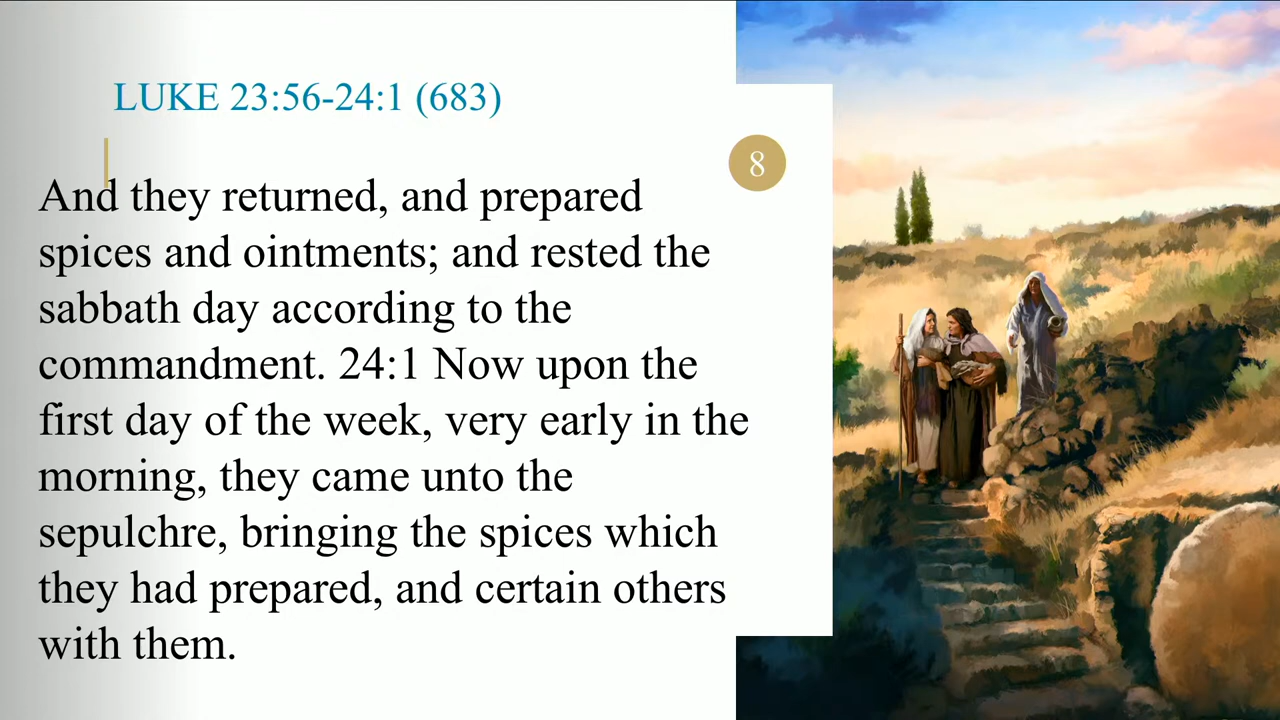 LUKE 23:56-24:1 (683)
8
And they returned, and prepared
spices and ointments; and rested the
sabbath day according to the
commandment. 24:1 Now upon the
first day of the week, very early in the
morning, they came unto the
sepulchre, bringing the spices which
they had prepared, and certain others
with them.